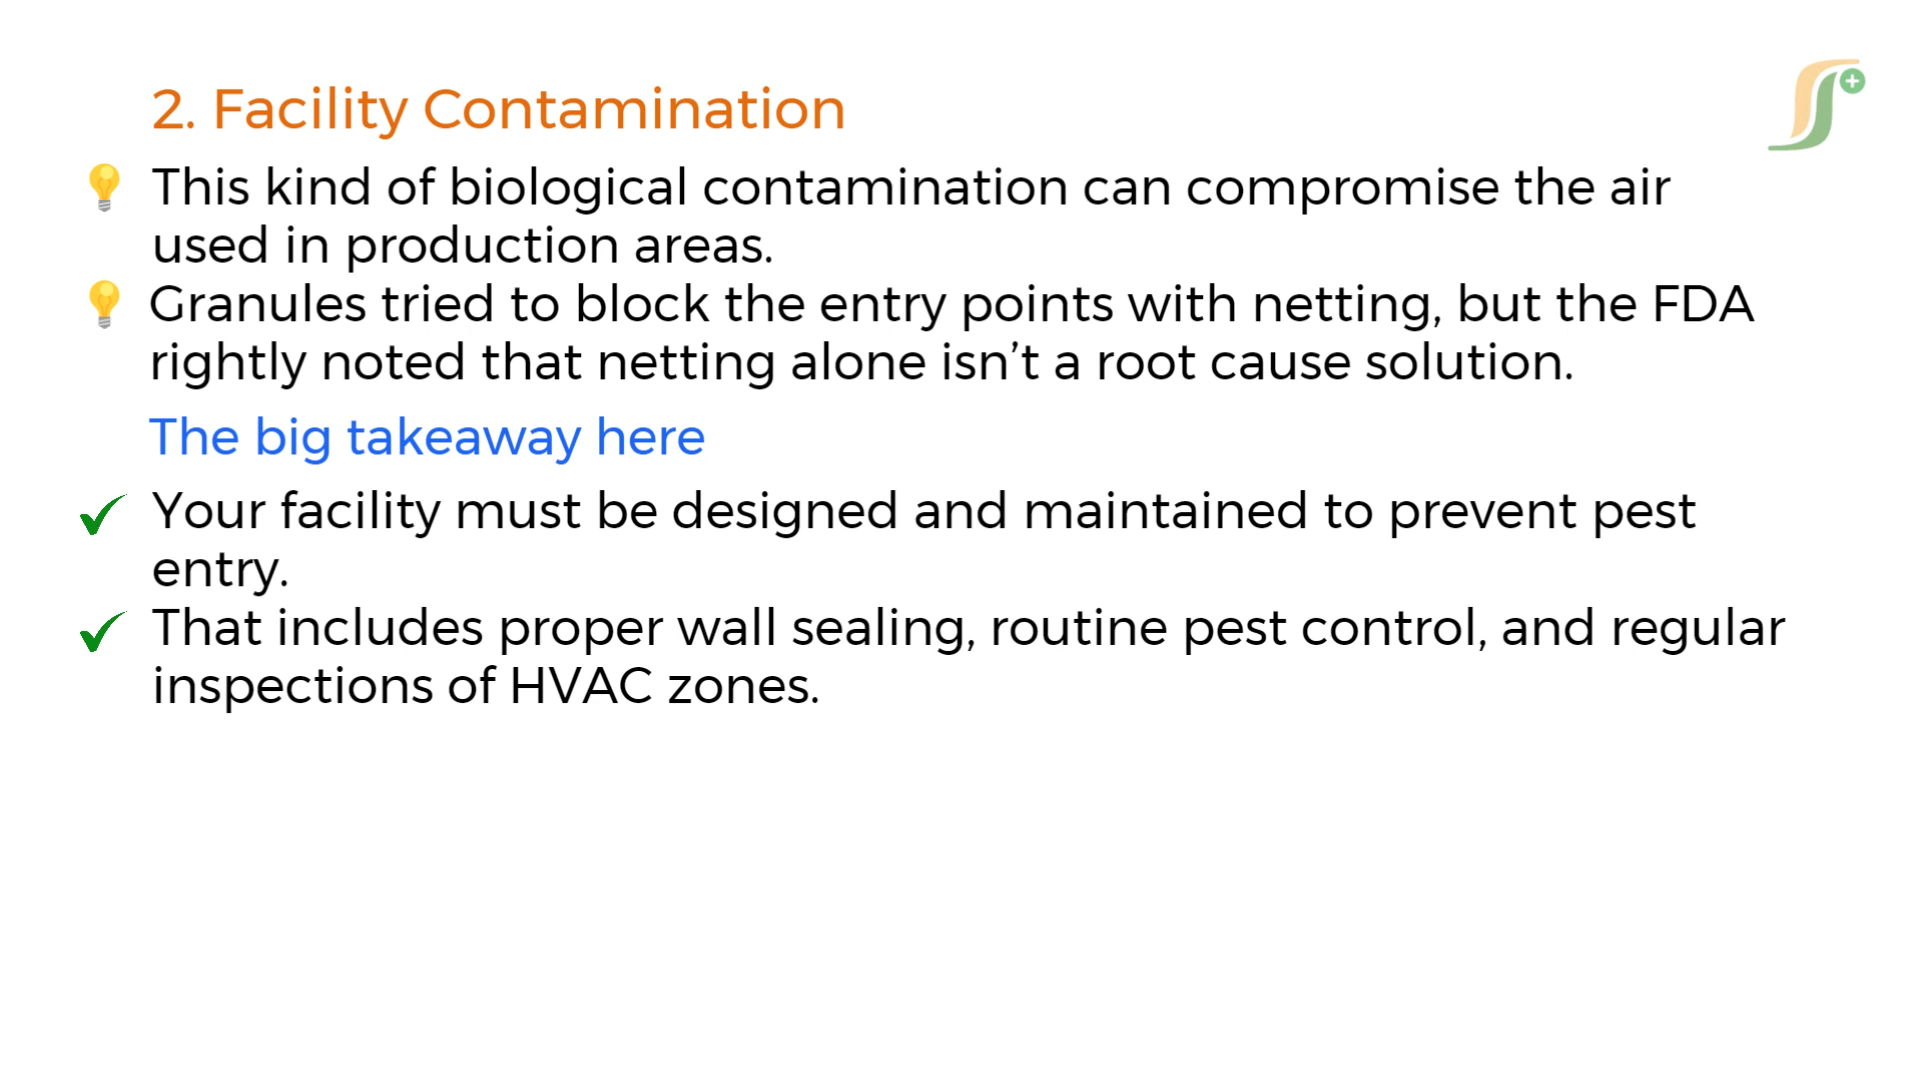 2. Facility Contamination
This kind of biological contamination can compromise the air
used in production areas.
Granules tried to block the entry points with netting, but the FDA
rightly noted that netting alone isn’t a root cause solution.
The big takeaway here
Your facility must be designed and maintained to prevent pest
entry.
That includes proper wall sealing, routine pest control, and regular
inspections of HVAC zones.